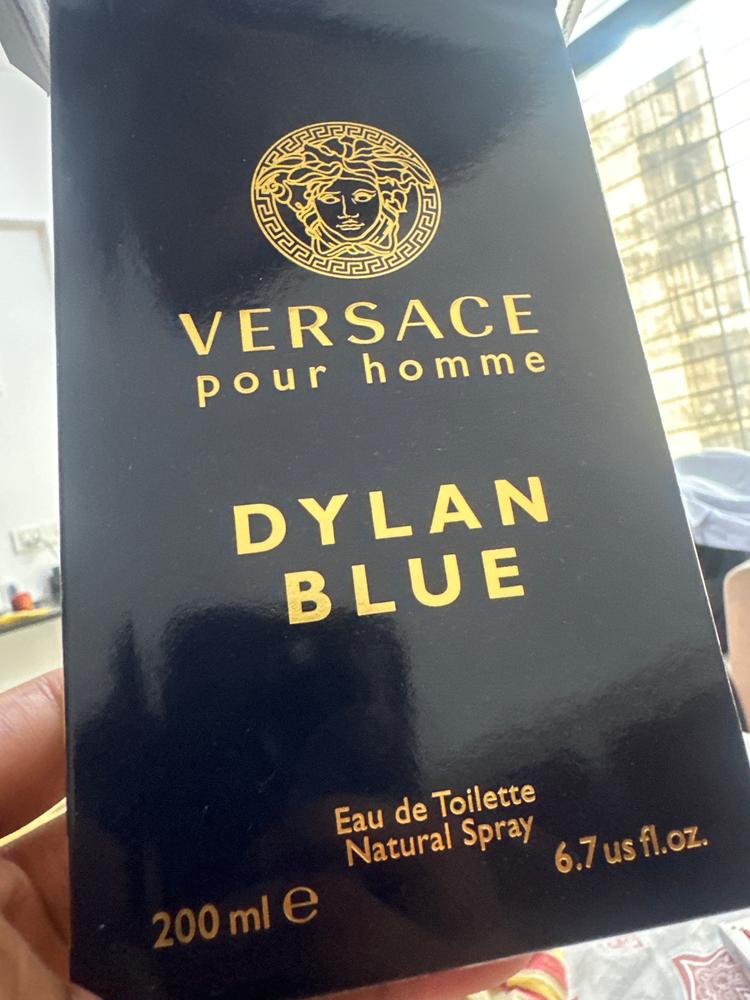 VERSACE
pour homme
DYLAN
BLUE
Eau de Toilette
Natural Spray
200 ml ℮
6.7 us fl.oz.